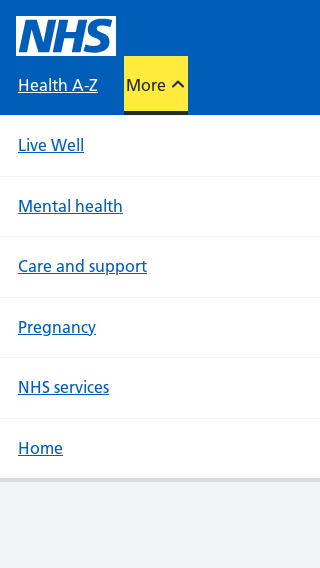 NHS
Health A-Z More
Live Well
Mental health
Care and support
Pregnancy
NHS services
Home